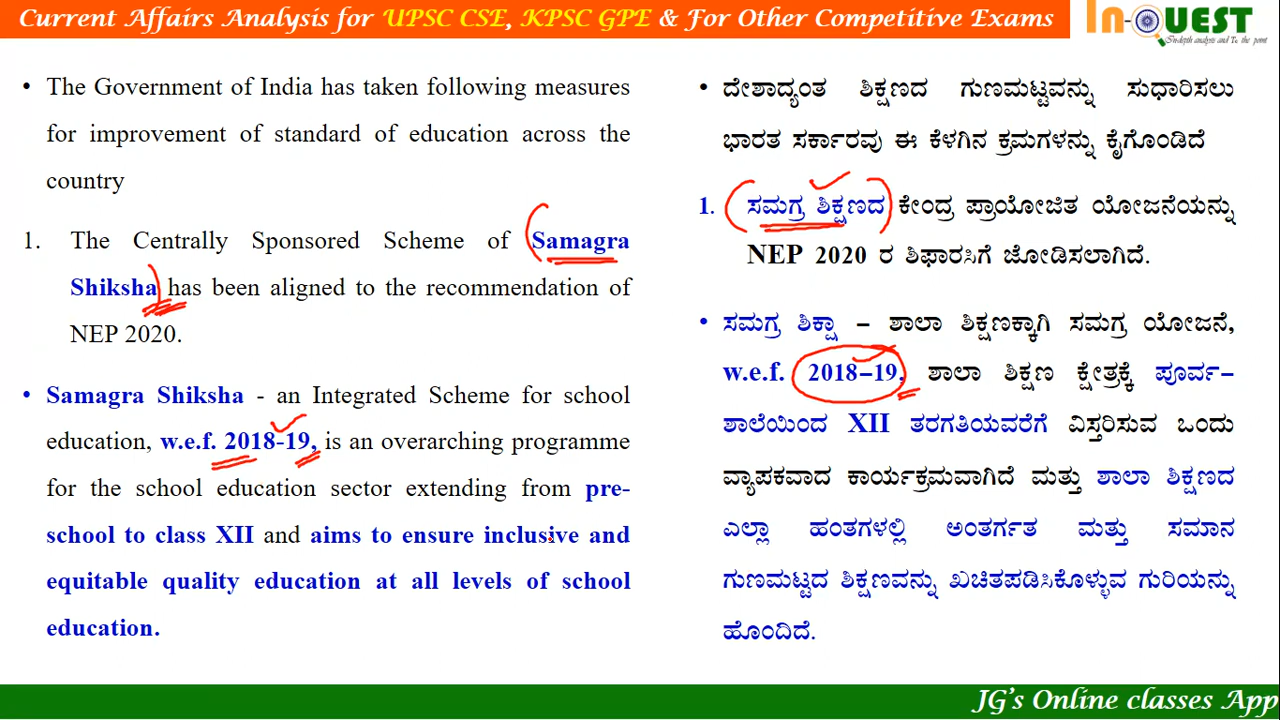 Current Affairs Analysis for UPSC CSE, KPSC GPE & For Other Competitive Exams
In-QUEST
In-depth analysis and To the point
• The Government of India has taken following measures
for improvement of standard of education across the
country
1. The Centrally Sponsored Scheme of Samagra
Shiksha has been aligned to the recommendation of
NEP 2020.
• Samagra Shiksha - an Integrated Scheme for school
education, w.e.f. 2018-19, is an overarching programme
for the school education sector extending from pre-
school to class XII and aims to ensure inclusive and
equitable quality education at all levels of school
education.
• ದೇಶಾದ್ಯಂತ ಶಿಕ್ಷಣದ ಗುಣಮಟ್ಟವನ್ನು ಸುಧಾರಿಸಲು
ಭಾರತ ಸರ್ಕಾರವು ಈ ಕೆಳಗಿನ ಕ್ರಮಗಳನ್ನು ಕೈಗೊಂಡಿದೆ
1. ಸಮಗ್ರ ಶಿಕ್ಷಣದ ಕೇಂದ್ರ ಪ್ರಾಯೋಜಿತ ಯೋಜನೆಯನ್ನು
NEP 2020 ರ ಶಿಫಾರಸಿಗೆ ಜೋಡಿಸಲಾಗಿದೆ.
• ಸಮಗ್ರ ಶಿಕ್ಷಾ – ಶಾಲಾ ಶಿಕ್ಷಣಕ್ಕಾಗಿ ಸಮಗ್ರ ಯೋಜನೆ,
w.e.f. 2018–19, ಶಾಲಾ ಶಿಕ್ಷಣ ಕ್ಷೇತ್ರಕ್ಕೆ ಪೂರ್ವ–
ಶಾಲೆಯಿಂದ XII ತರಗತಿಯವರೆಗೆ ವಿಸ್ತರಿಸುವ ಒಂದು
ವ್ಯಾಪಕವಾದ ಕಾರ್ಯಕ್ರಮವಾಗಿದೆ ಮತ್ತು ಶಾಲಾ ಶಿಕ್ಷಣದ
ಎಲ್ಲಾ ಹಂತಗಳಲ್ಲಿ ಅಂತರ್ಗತ ಮತ್ತು ಸಮಾನ
ಗುಣಮಟ್ಟದ ಶಿಕ್ಷಣವನ್ನು ಖಚಿತಪಡಿಸಿಕೊಳ್ಳುವ ಗುರಿಯನ್ನು
ಹೊಂದಿದೆ.
JG's Online classes App